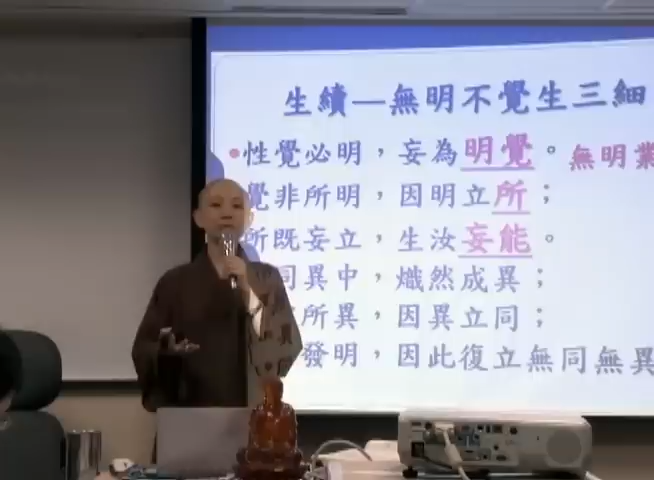 生續—無明不覺生三細
•性覺必明，妄為明覺。無明業
覺非所明，因明立所；
所既妄立，生汝妄能。
同異中，熾然成異；
所異，因異立同；
發明，因此復立無同無異